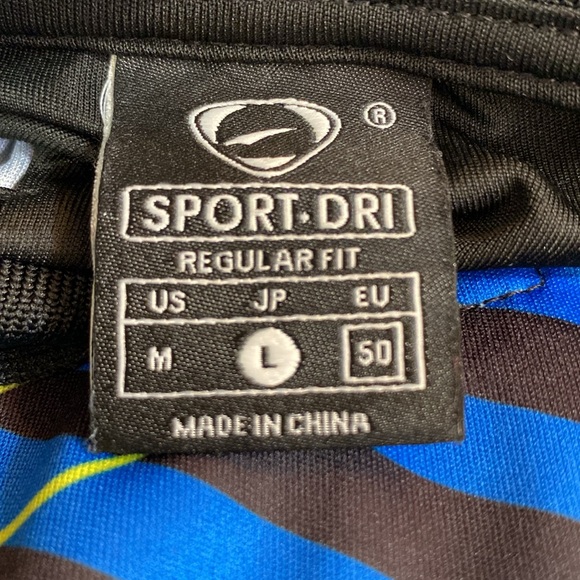 ®
SPORT·DRI
REGULAR FIT
US JP EU
M L 50
MADE IN CHINA